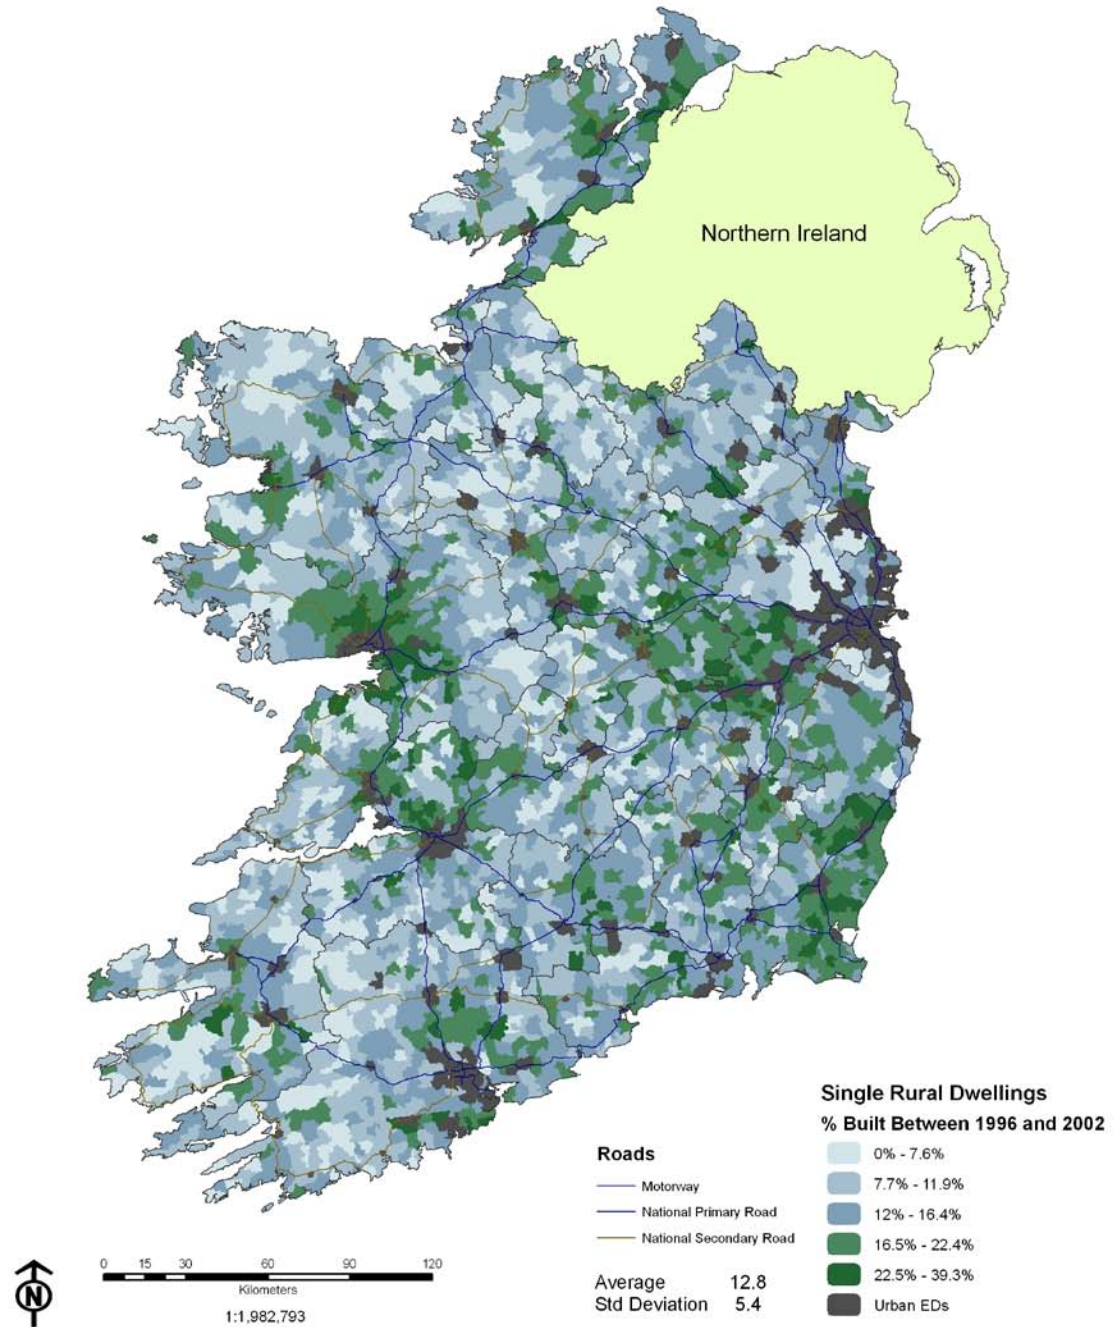 Northern Ireland
Single Rural Dwellings
% Built Between 1996 and 2002
0% - 7.6%
7.7% - 11.9%
12% - 16.4%
16.5% - 22.4%
22.5% - 39.3%
Urban EDs
Roads
Motorway
National Primary Road
National Secondary Road
Average 12.8
Std Deviation 5.4
0 15 30 60 90 120
Kilometers
1:1,982,793
N